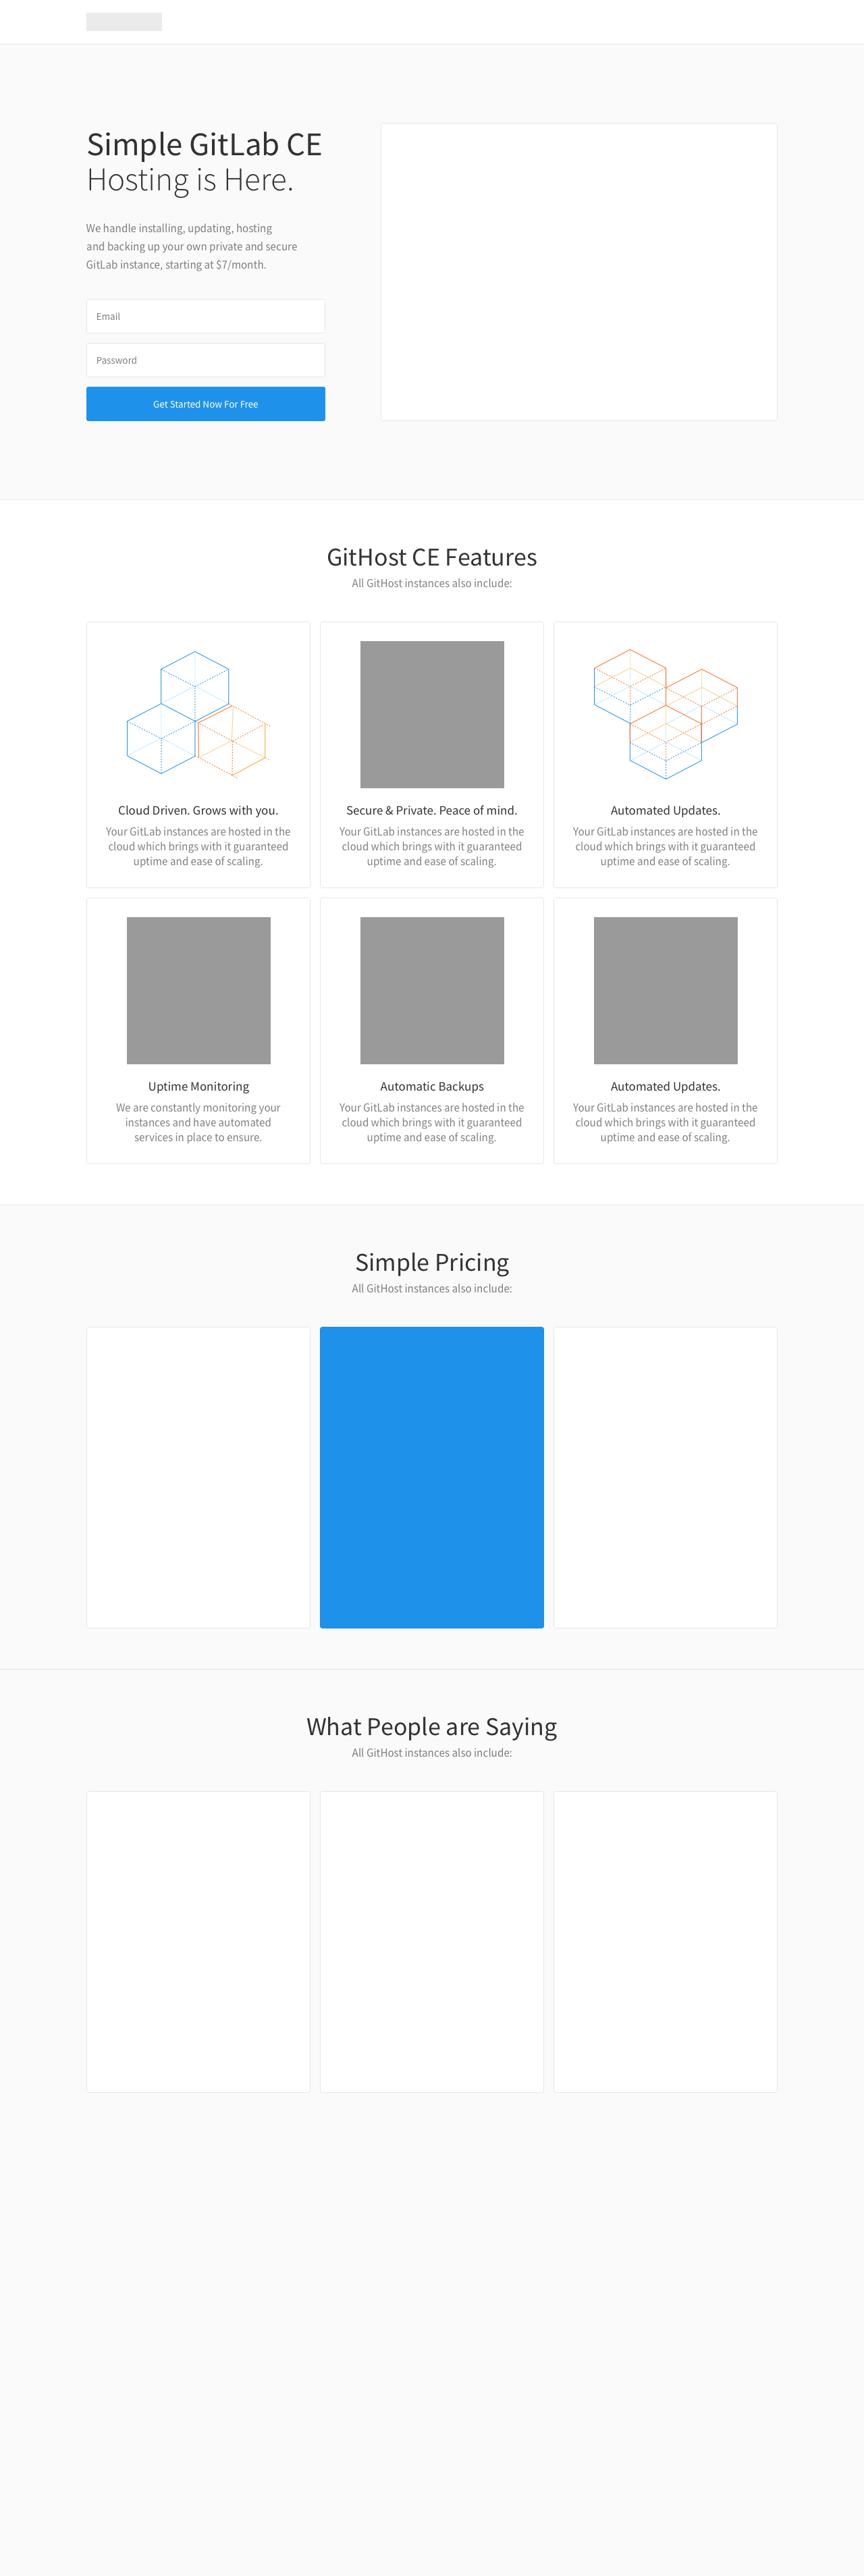 Simple GitLab CE
Hosting is Here.
We handle installing, updating, hosting
and backing up your own private and secure
GitLab instance, starting at $7/month.
Email
Password
Get Started Now For Free
GitHost CE Features
All GitHost instances also include:
Cloud Driven. Grows with you.
Your GitLab instances are hosted in the
cloud which brings with it guaranteed
uptime and ease of scaling.
Secure & Private. Peace of mind.
Your GitLab instances are hosted in the
cloud which brings with it guaranteed
uptime and ease of scaling.
Automated Updates.
Your GitLab instances are hosted in the
cloud which brings with it guaranteed
uptime and ease of scaling.
Uptime Monitoring
We are constantly monitoring your
instances and have automated
services in place to ensure.
Automatic Backups
Your GitLab instances are hosted in the
cloud which brings with it guaranteed
uptime and ease of scaling.
Automated Updates.
Your GitLab instances are hosted in the
cloud which brings with it guaranteed
uptime and ease of scaling.
Simple Pricing
All GitHost instances also include:
What People are Saying
All GitHost instances also include: